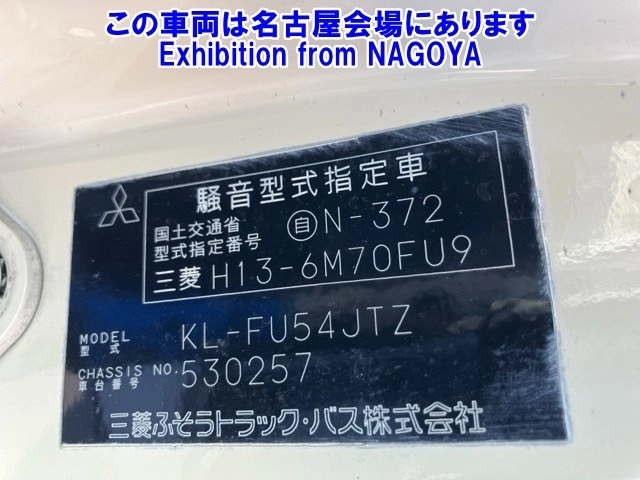 この車両は名古屋会場にあります
Exhibition from NAGOYA
騒音型式指定車
国土交通省
型式指定番号 自N-372
三菱 H13-6M70FU9
MODEL
型式 KL-FU54JTZ
CHASSIS NO.
車台番号 530257
三菱ふそうトラック・バス株式会社